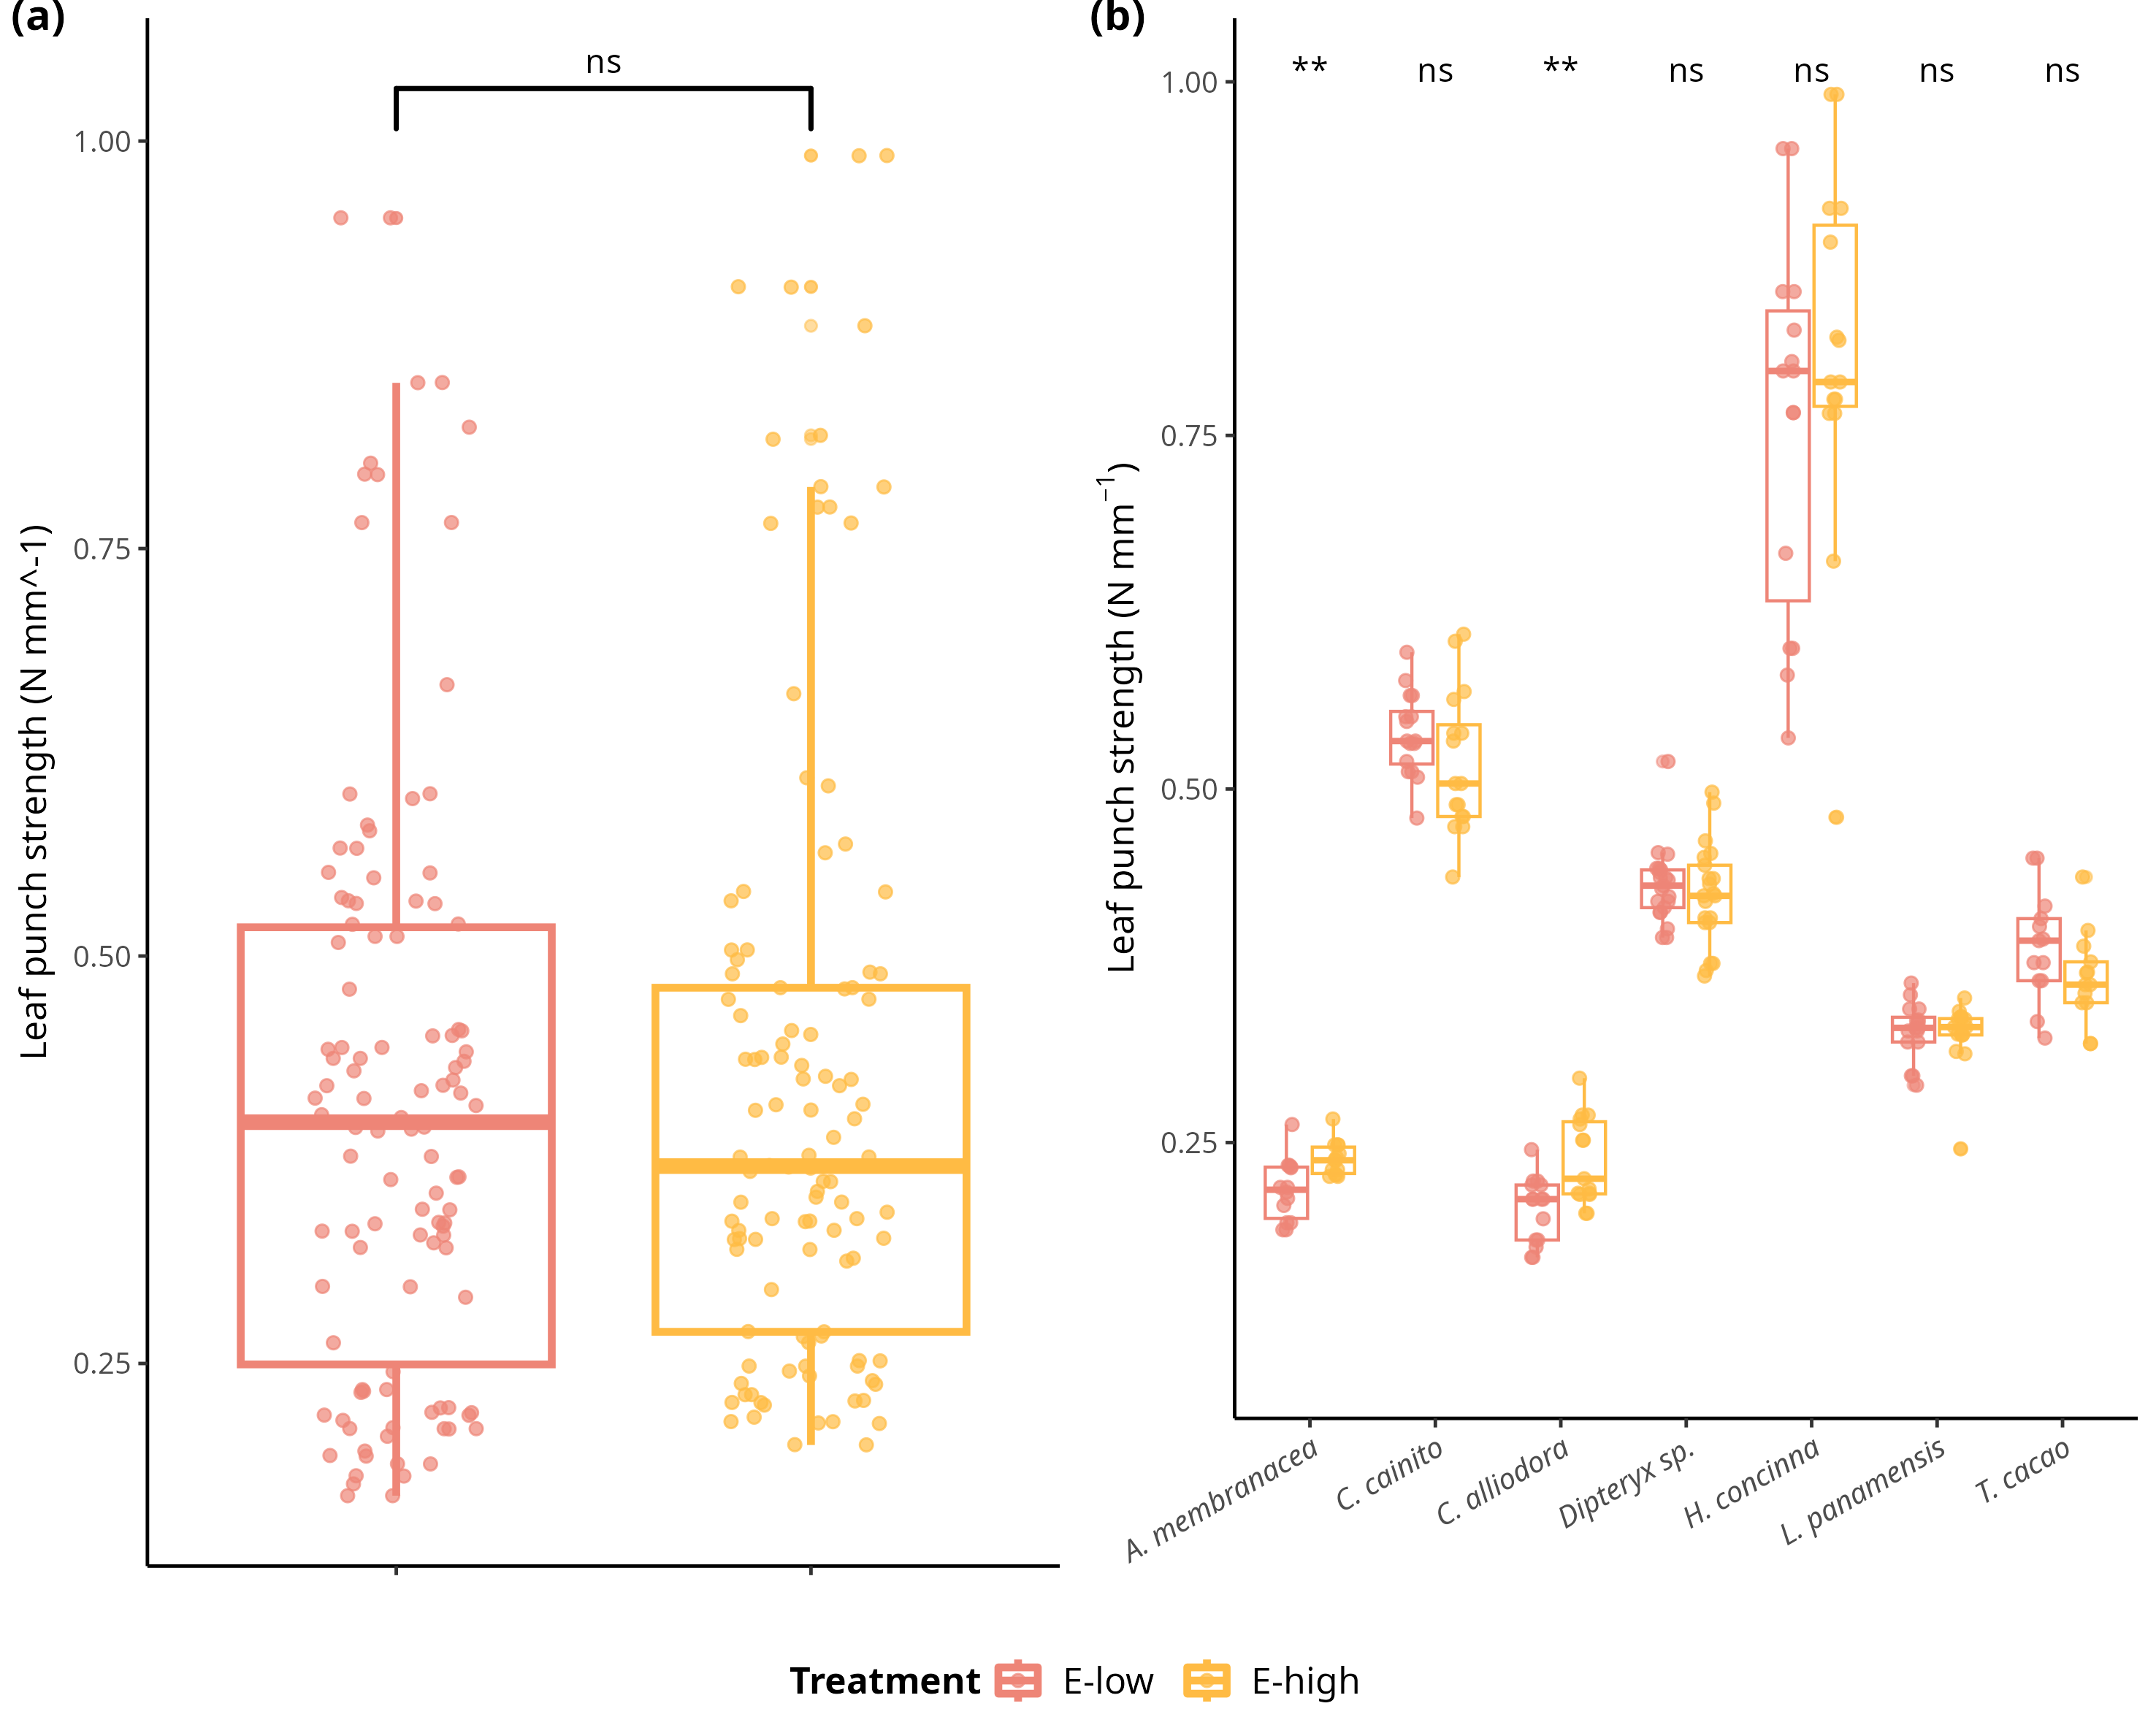 (a)
ns
1.00
0.75
0.50
0.25
Leaf punch strength (N mm^-1)
(b)
** ns ** ns ns ns ns
1.00
0.75
0.50
0.25
Leaf punch strength (N mm⁻¹)
A. membranacea
C. cainito
C. alliodora
Dipteryx sp.
H. concinna
L. panamensis
T. cacao
Treatment E-low E-high